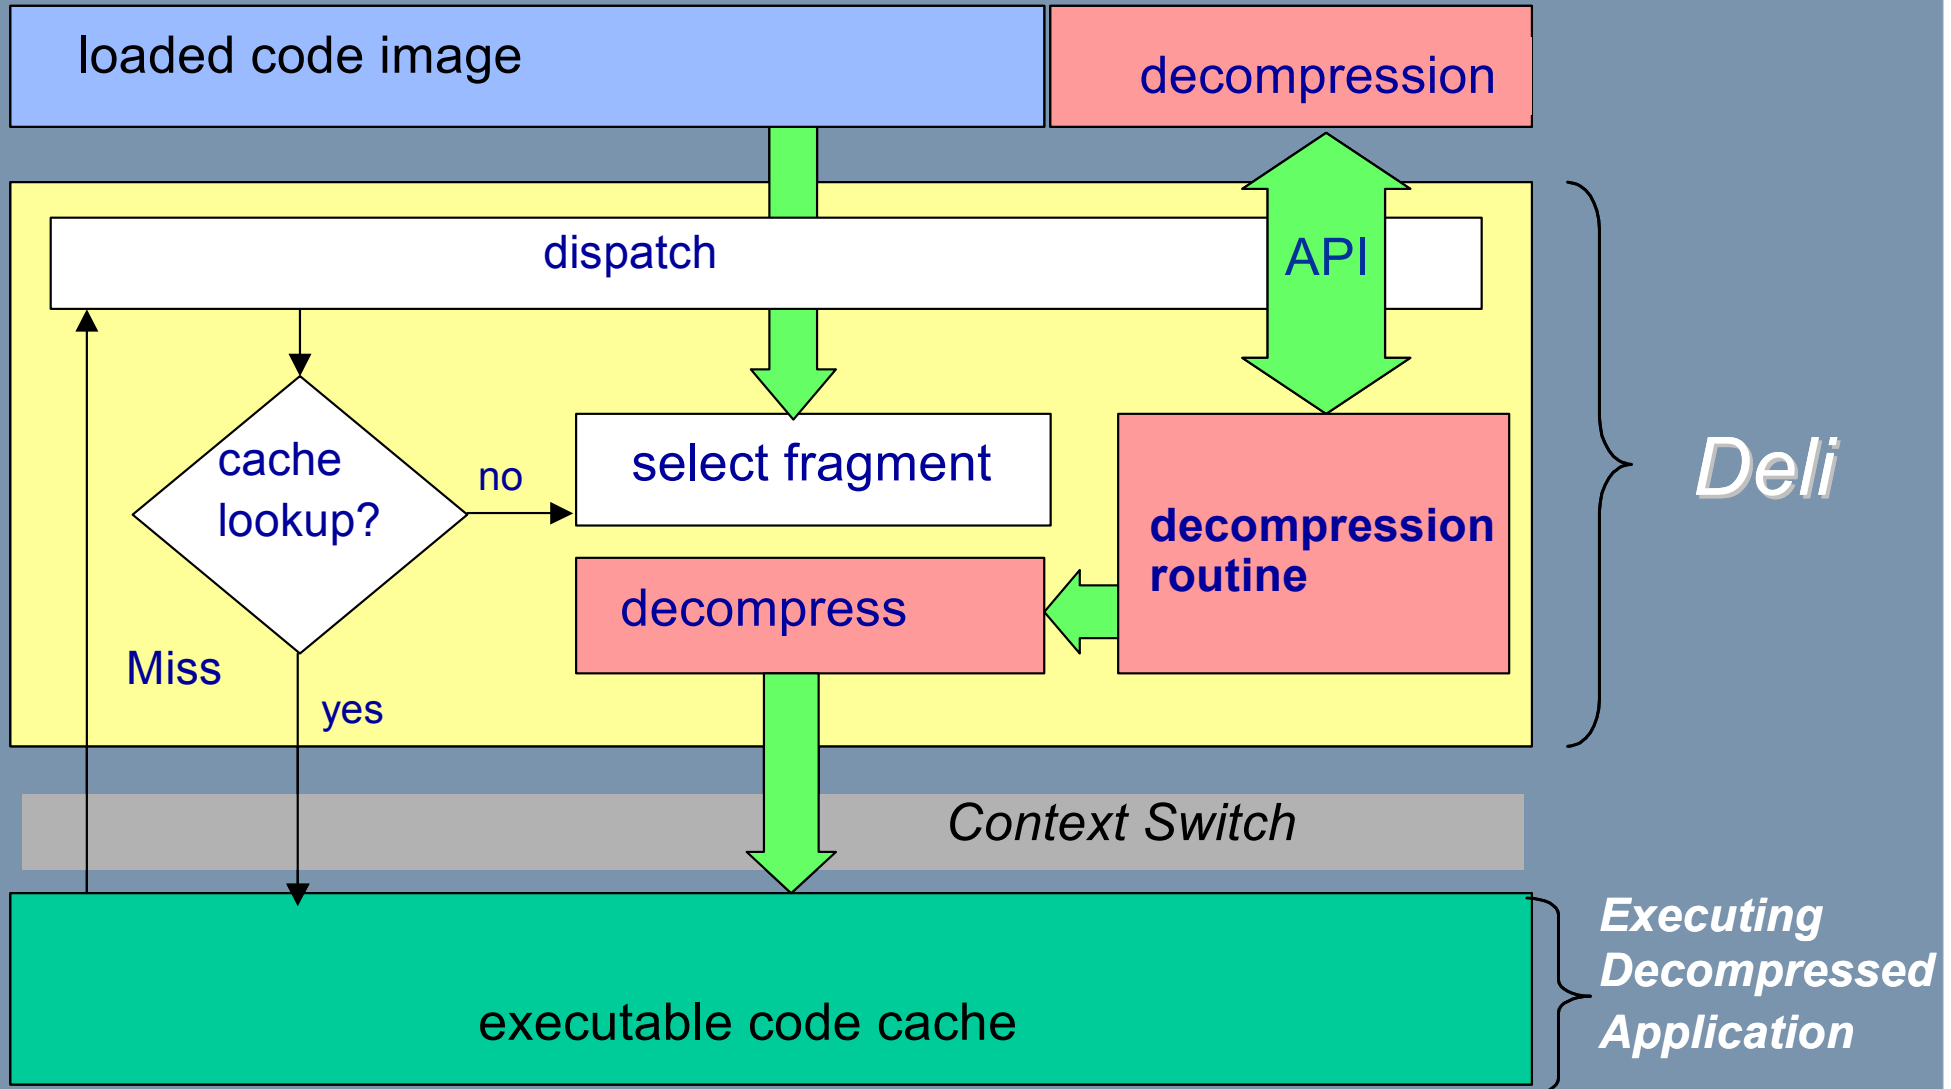 loaded code image
decompression
dispatch
API
cache
lookup?
no
select fragment
decompression
routine
decompress
Miss
yes
Deli
Context Switch
executable code cache
Executing
Decompressed
Application